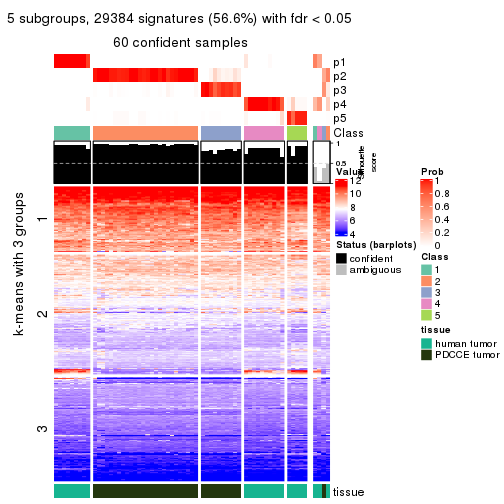 5 subgroups, 29384 signatures (56.6%) with fdr < 0.05
60 confident samples
p1
p2
p3
p4
p5
Class
1
0.5
0
silhouette
score
k-means with 3 groups
1
2
3
Value
12
10
8
6
4
Status (barplots)
confident
ambiguous
Prob
1
0.8
0.6
0.4
0.2
0
Class
1
2
3
4
5
tissue
human tumor
PDCCE tumor
tissue